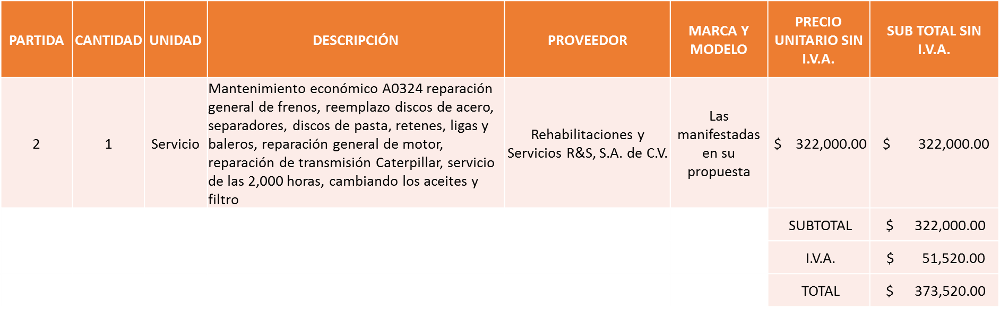 PARTIDA CANTIDAD UNIDAD DESCRIPCIÓN PROVEEDOR MARCA Y MODELO PRECIO UNITARIO SIN I.V.A. SUB TOTAL SIN I.V.A.
2
1
Servicio
Mantenimiento económico A0324 reparación
general de frenos, reemplazo discos de acero,
separadores, discos de pasta, retenes, ligas y
baleros, reparación general de motor,
reparación de transmisión Caterpillar, servicio
de las 2,000 horas, cambiando los aceites y
filtro
Rehabilitaciones y
Servicios R&S, S.A. de C.V.
Las
manifestadas
en su
propuesta
$ 322,000.00
$ 322,000.00
SUBTOTAL $ 322,000.00
I.V.A. $ 51,520.00
TOTAL $ 373,520.00